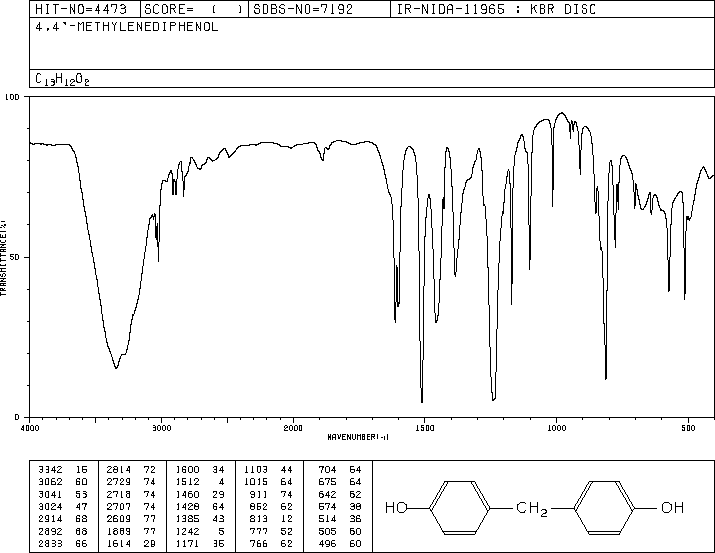 HIT-NO=4473 SCORE= ( ) SDBS-NO=7192 IR-NIDA-11965 : KBR DISC
4,4'-METHYLENEDIPHENOL
C13H12O2
100
50
0
TRANSMITTANCE(%)
4000 3000 2000 1500 1000 500
WAVENUMBER(-1)
3342 16 2814 72 1600 34 1103 44 704 64
3062 60 2729 74 1512 4 1015 64 675 64
3041 53 2718 74 1460 29 911 74 642 62
3024 47 2707 74 1428 64 852 62 574 38
2914 68 2609 77 1385 43 813 12 514 36
2892 68 1889 77 1242 5 777 52 505 60
2833 66 1614 29 1171 35 766 62 496 60
HO CH2 OH